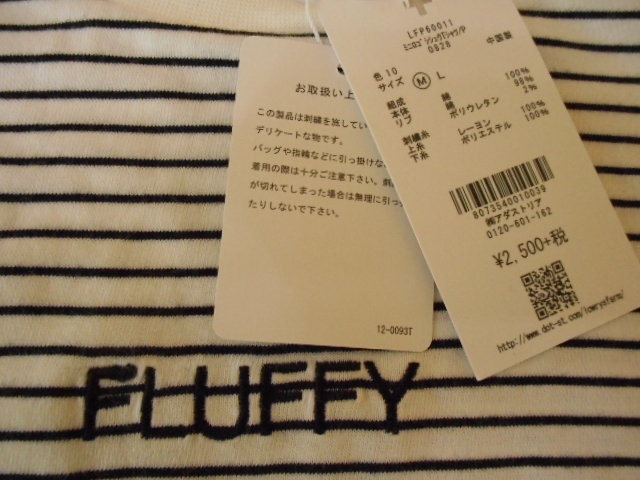 お取扱い上
この製品は刺繍を施してい
デリケートな物です。
バッグや指輪などに引っ掛けな
着用の際は十分ご注意下さい。
が切れてしまった場合は無理に引っ
たりしないで下さい。
12-0093T
LFP60011
ミニロゴ シシュウTシャツ/P
0828
中国製
色 10
サイズ M L
組成
本体 綿 100%
リブ 綿 98%
ポリウレタン 2%
刺繍糸
上糸 レーヨン 100%
下糸 ポリエステル 100%
8073540010039
㈱アダストリア
0120-601-162
¥2,500+税
http://www.dot-st.com/lowrysfarm/
FLUFFY